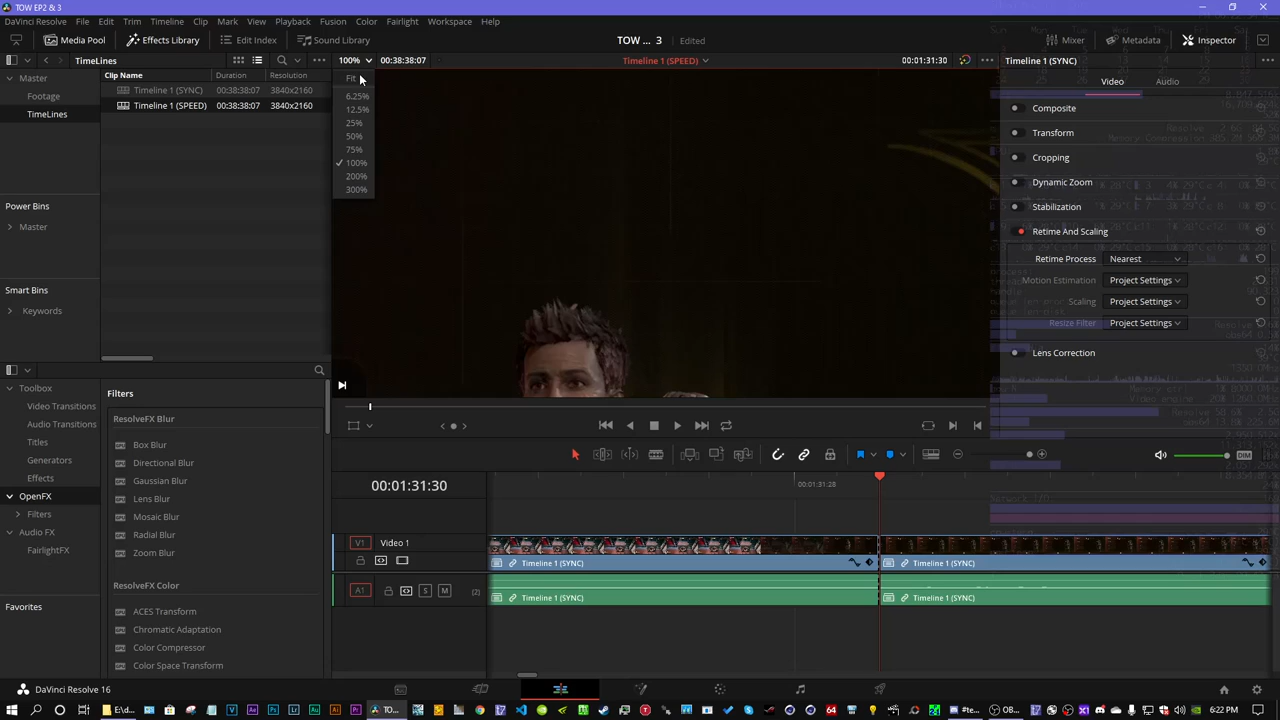 TOW EP2 & 3
DaVinci Resolve File Edit Trim Timeline Clip Mark View Playback Fusion Color Fairlight Workspace Help
Media Pool Effects Library Edit Index Sound Library TOW ... 3 Edited Mixer Metadata Inspector
TimeLines 100% 00:38:38:07 Timeline 1 (SPEED) 00:01:31:30 Timeline 1 (SYNC)
Master Clip Name Duration Resolution Fit Video Audio
Footage Timeline 1 (SYNC) 00:38:38:07 3840x2160 6.25%
TimeLines Timeline 1 (SPEED) 00:38:38:07 3840x2160 12.5% Composite
25% Transform
50%
75% Cropping
100%
200% Dynamic Zoom
300%
Power Bins Stabilization
Master Retime And Scaling
Retime Process Nearest
Motion Estimation Project Settings
Smart Bins Scaling Project Settings
Keywords Resize Filter Project Settings
Lens Correction
Toolbox Filters
Video Transitions
Audio Transitions ResolveFX Blur
Titles Box Blur
Generators Directional Blur DIM
Effects Gaussian Blur 00:01:31:30 00:01:31:28
OpenFX Lens Blur
Filters Mosaic Blur
Audio FX Radial Blur V1 Video 1
FairlightFX Zoom Blur Timeline 1 (SYNC) Timeline 1 (SYNC)
ResolveFX Color A1 S M Timeline 1 (SYNC) Timeline 1 (SYNC)
Favorites ACES Transform
Chromatic Adaptation
Color Compressor
Color Space Transform
DaVinci Resolve 16
E:\d... TO... 64 #te... OB... 6:22 PM